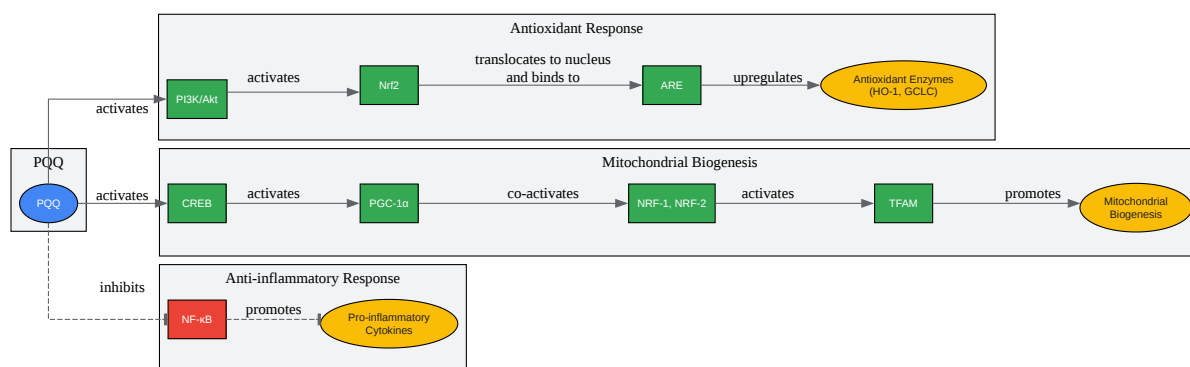 Antioxidant Response
activates
PI3K/Akt
activates
Nrf2
translocates to nucleus
and binds to
ARE
upregulates
Antioxidant Enzymes
(HO-1, GCLC)
PQQ
PQQ
Mitochondrial Biogenesis
activates
CREB
activates
PGC-1α
co-activates
NRF-1, NRF-2
activates
TFAM
promotes
Mitochondrial
Biogenesis
Anti-inflammatory Response
inhibits
NF-κB
promotes
Pro-inflammatory
Cytokines